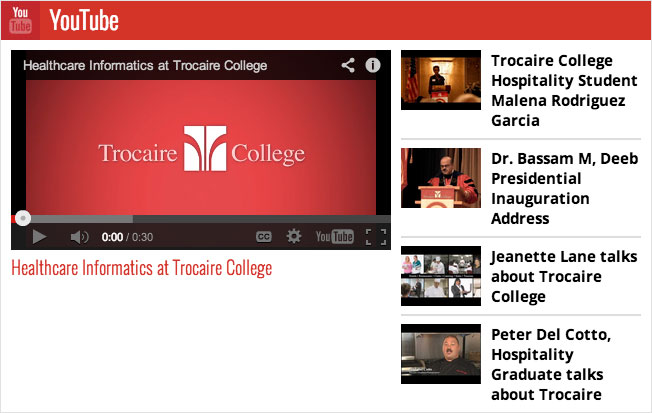 You
Tube
YouTube
Healthcare Informatics at Trocaire College
Trocaire College
0:00 / 0:30
CC
YouTube
Healthcare Informatics at Trocaire College
Trocaire College
Hospitality Student
Malena Rodriguez
Garcia
Dr. Bassam M, Deeb
Presidential
Inauguration
Address
Jeanette Lane talks
about Trocaire
College
Peter Del Cotto,
Hospitality
Graduate talks
about Trocaire